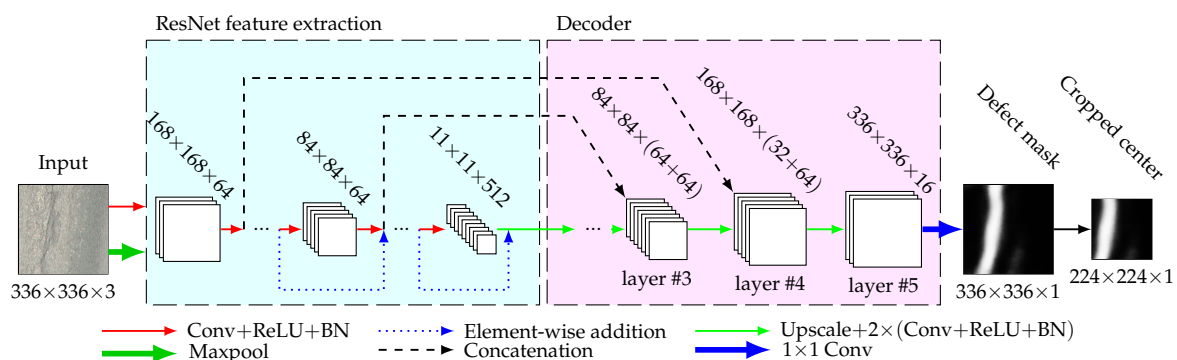 ResNet feature extraction
Decoder
Input
168×168×64
84×84×64
11×11×512
84×84×(64+64)
168×168×(32+64)
336×336×16
Defect mask
Cropped center
...
...
...
layer #3
layer #4
layer #5
336×336×3
336×336×1
224×224×1
Conv+ReLU+BN
Element-wise addition
Upscale+2×(Conv+ReLU+BN)
Maxpool
Concatenation
1×1 Conv